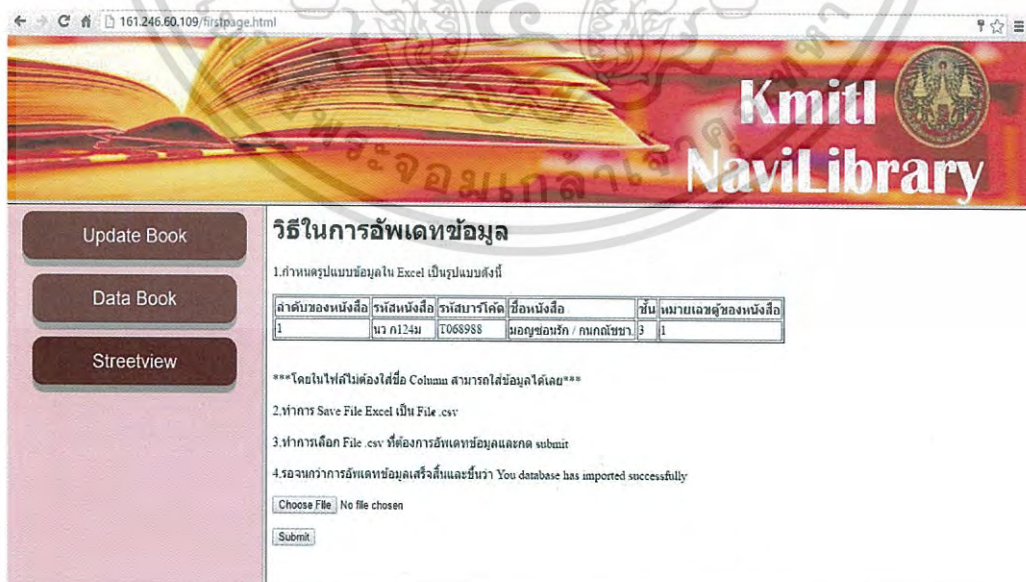 161.246.60.109/firstpage.html
พระจอมเกล้า
Kmitl
NaviLibrary
Update Book
Data Book
Streetview
วิธีในการอัพเดทข้อมูล
1.กำหนดรูปแบบข้อมูลใน Excel เป็นรูปแบบดังนี้
ลำดับของหนังสือ รหัสหนังสือ รหัสบาร์โค้ด ชื่อหนังสือ ชั้น หมายเลขตู้ของหนังสือ
1 นว ก124ม T068988 มอญซ่อนรัก / กนกณัชชา. 3 1
***โดยในไฟล์ไม่ต้องใส่ชื่อ Column สามารถใส่ข้อมูลได้เลย***
2.ทำการ Save File Excel เป็น File .csv
3.ทำการเลือก File .csv ที่ต้องการอัพเดทข้อมูลและกด submit
4.รอจนกว่าการอัพเดทข้อมูลเสร็จสิ้นและขึ้นว่า You database has imported successfully
Choose File No file chosen
Submit